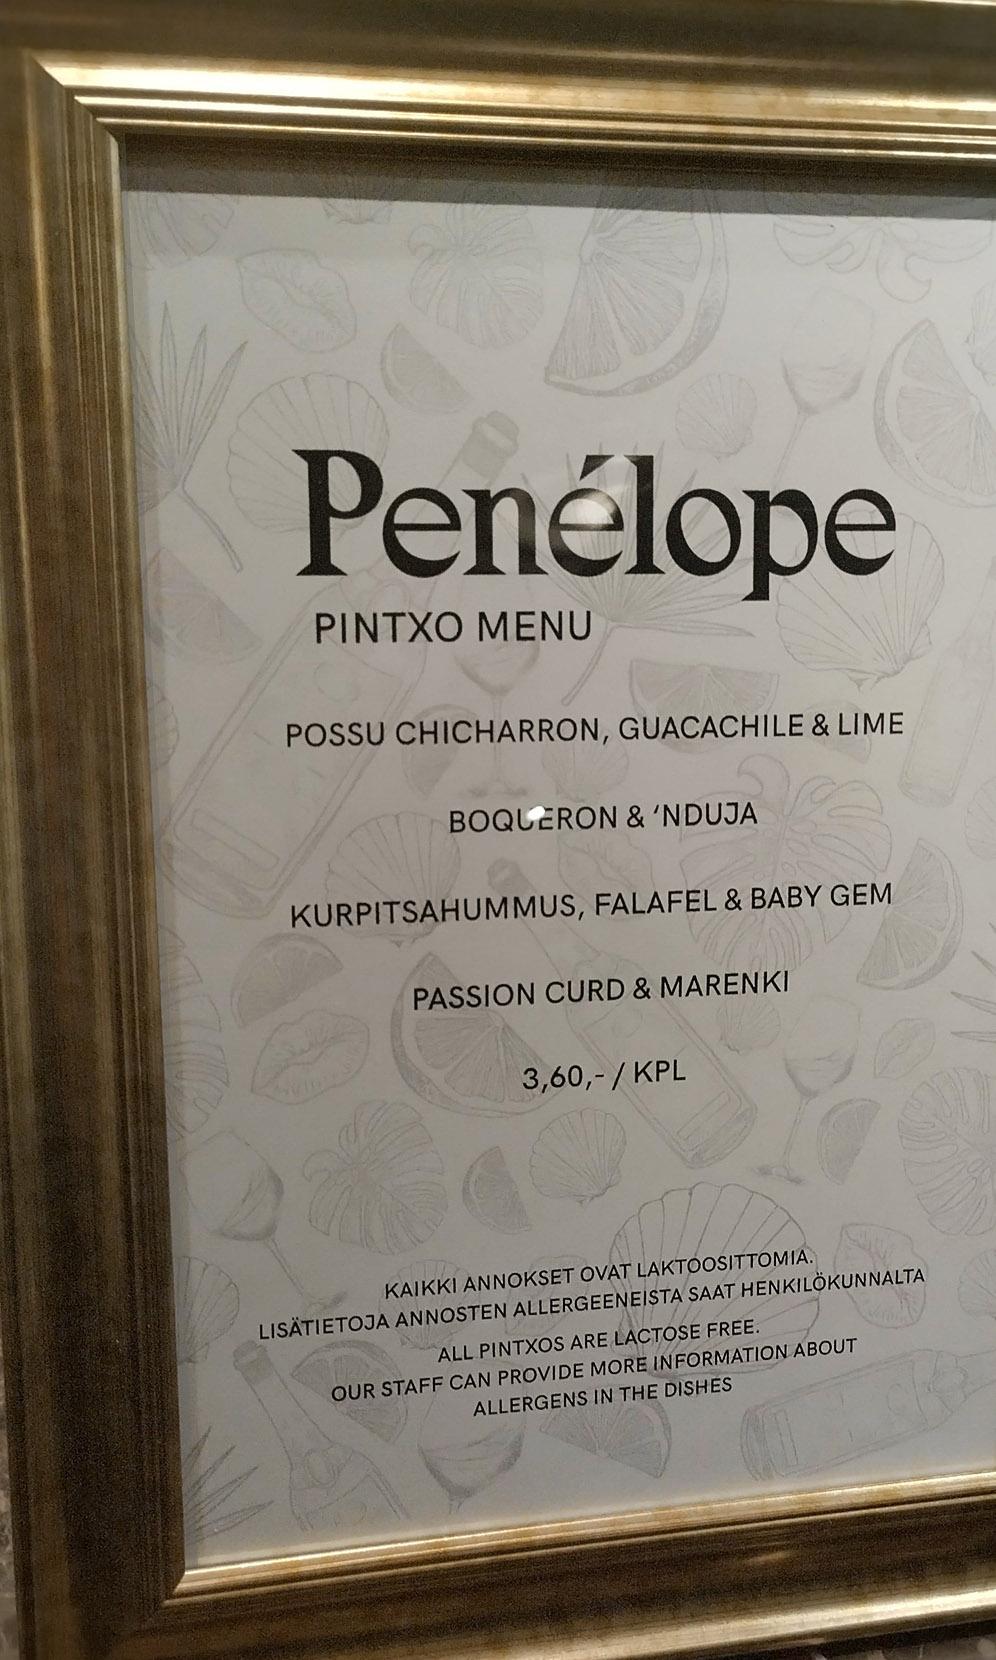 Penélope
PINTXO MENU
POSSU CHICHARRON, GUACACHILE & LIME
BOQUERON & ‘NDUJA
KURPITSAHUMMUS, FALAFEL & BABY GEM
PASSION CURD & MARENKI
3,60,- / KPL
KAIKKI ANNOKSET OVAT LAKTOOSITTOMIA.
LISÄTIETOJA ANNOSTEN ALLERGEENEISTA SAAT HENKILÖKUNNALTA
ALL PINTXOS ARE LACTOSE FREE.
OUR STAFF CAN PROVIDE MORE INFORMATION ABOUT
ALLERGENS IN THE DISHES